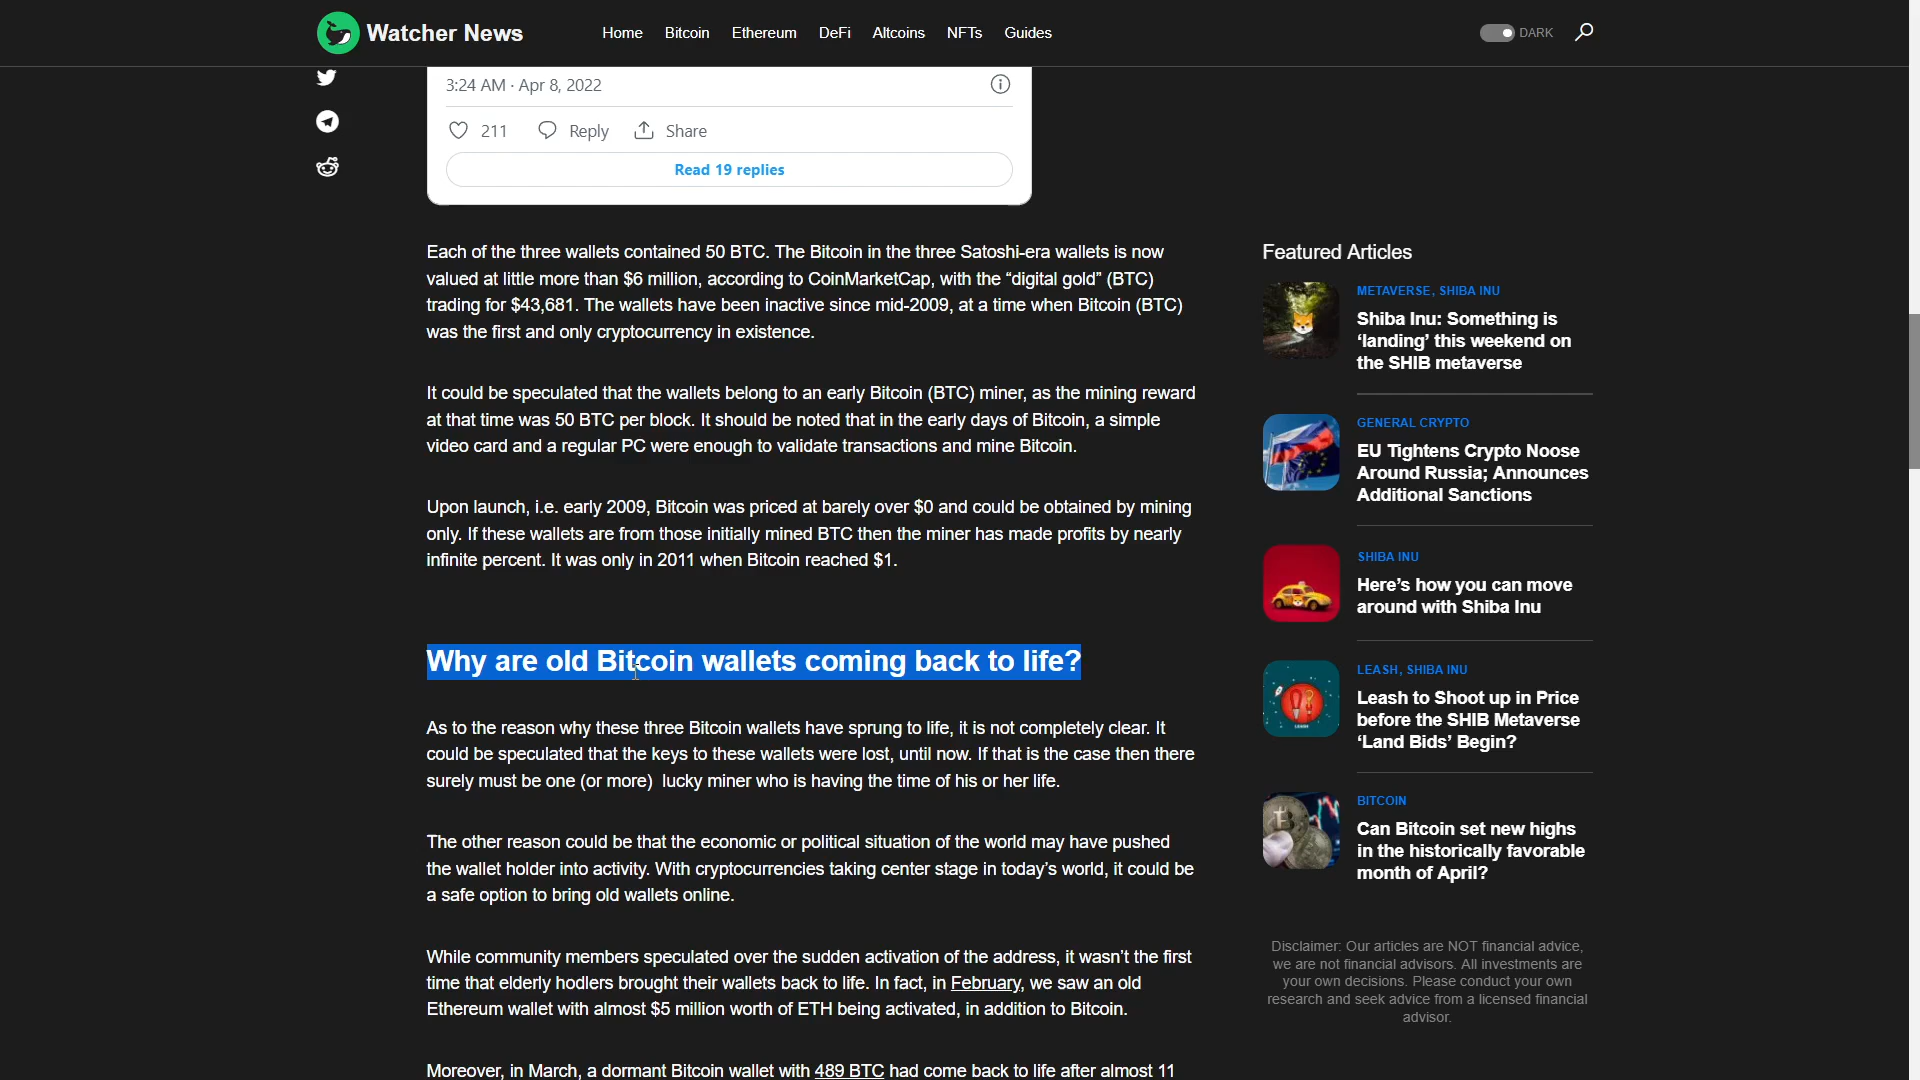 Watcher News
Home Bitcoin Ethereum DeFi Altcoins NFTs Guides
DARK
3:24 AM · Apr 8, 2022
211 Reply Share
Read 19 replies
Each of the three wallets contained 50 BTC. The Bitcoin in the three Satoshi-era wallets is now
valued at little more than $6 million, according to CoinMarketCap, with the “digital gold” (BTC)
trading for $43,681. The wallets have been inactive since mid-2009, at a time when Bitcoin (BTC)
was the first and only cryptocurrency in existence.
It could be speculated that the wallets belong to an early Bitcoin (BTC) miner, as the mining reward
at that time was 50 BTC per block. It should be noted that in the early days of Bitcoin, a simple
video card and a regular PC were enough to validate transactions and mine Bitcoin.
Upon launch, i.e. early 2009, Bitcoin was priced at barely over $0 and could be obtained by mining
only. If these wallets are from those initially mined BTC then the miner has made profits by nearly
infinite percent. It was only in 2011 when Bitcoin reached $1.
Why are old Bitcoin wallets coming back to life?
As to the reason why these three Bitcoin wallets have sprung to life, it is not completely clear. It
could be speculated that the keys to these wallets were lost, until now. If that is the case then there
surely must be one (or more) lucky miner who is having the time of his or her life.
The other reason could be that the economic or political situation of the world may have pushed
the wallet holder into activity. With cryptocurrencies taking center stage in today’s world, it could be
a safe option to bring old wallets online.
While community members speculated over the sudden activation of the address, it wasn’t the first
time that elderly hodlers brought their wallets back to life. In fact, in February, we saw an old
Ethereum wallet with almost $5 million worth of ETH being activated, in addition to Bitcoin.
Moreover, in March, a dormant Bitcoin wallet with 489 BTC had come back to life after almost 11
Featured Articles
METAVERSE, SHIBA INU
Shiba Inu: Something is
‘landing’ this weekend on
the SHIB metaverse
GENERAL CRYPTO
EU Tightens Crypto Noose
Around Russia; Announces
Additional Sanctions
SHIBA INU
Here’s how you can move
around with Shiba Inu
LEASH, SHIBA INU
Leash to Shoot up in Price
before the SHIB Metaverse
‘Land Bids’ Begin?
BITCOIN
Can Bitcoin set new highs
in the historically favorable
month of April?
Disclaimer: Our articles are NOT financial advice,
we are not financial advisors. All investments are
your own decisions. Please conduct your own
research and seek advice from a licensed financial
advisor.